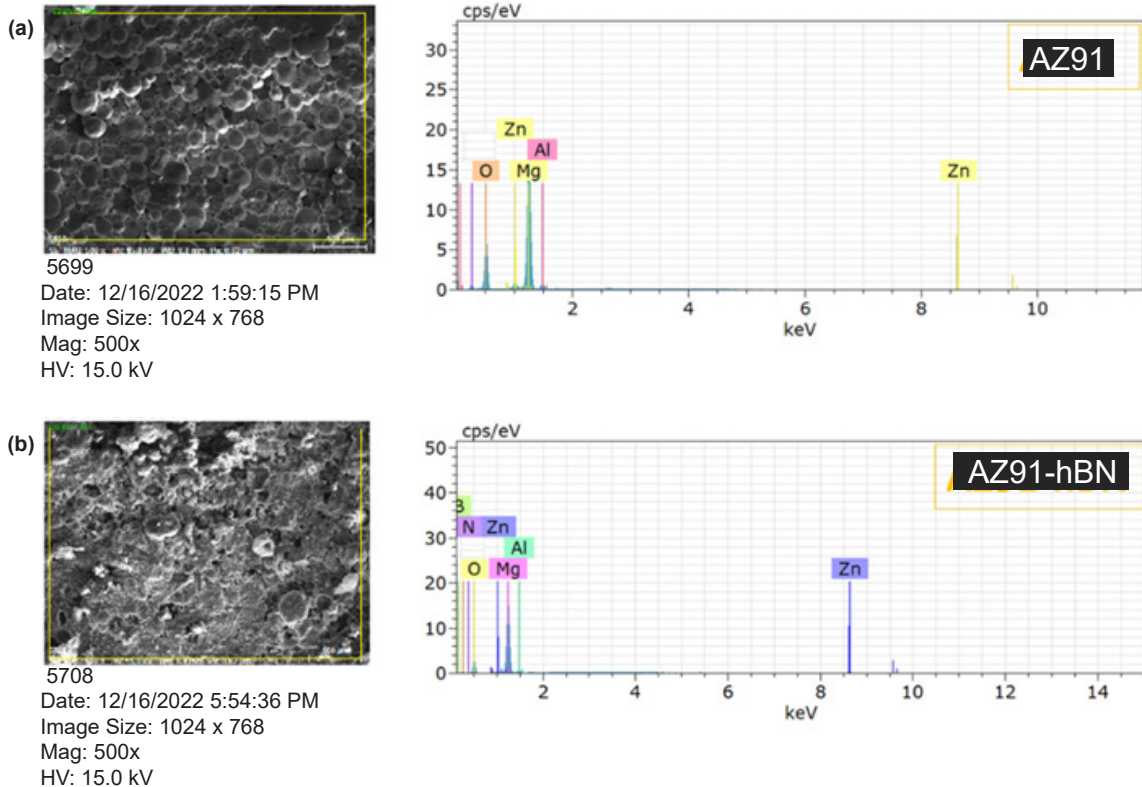 (a)
5699
Date: 12/16/2022 1:59:15 PM
Image Size: 1024 x 768
Mag: 500x
HV: 15.0 kV
cps/eV
AZ91
30
25
20
15
10
5
0
Zn
Al
O
Mg
Zn
2
4
6
8
10
keV
(b)
5708
Date: 12/16/2022 5:54:36 PM
Image Size: 1024 x 768
Mag: 500x
HV: 15.0 kV
cps/eV
AZ91-hBN
50
40
30
20
10
0
B
N
Zn
Al
O
Mg
Zn
2
4
6
8
10
12
14
keV